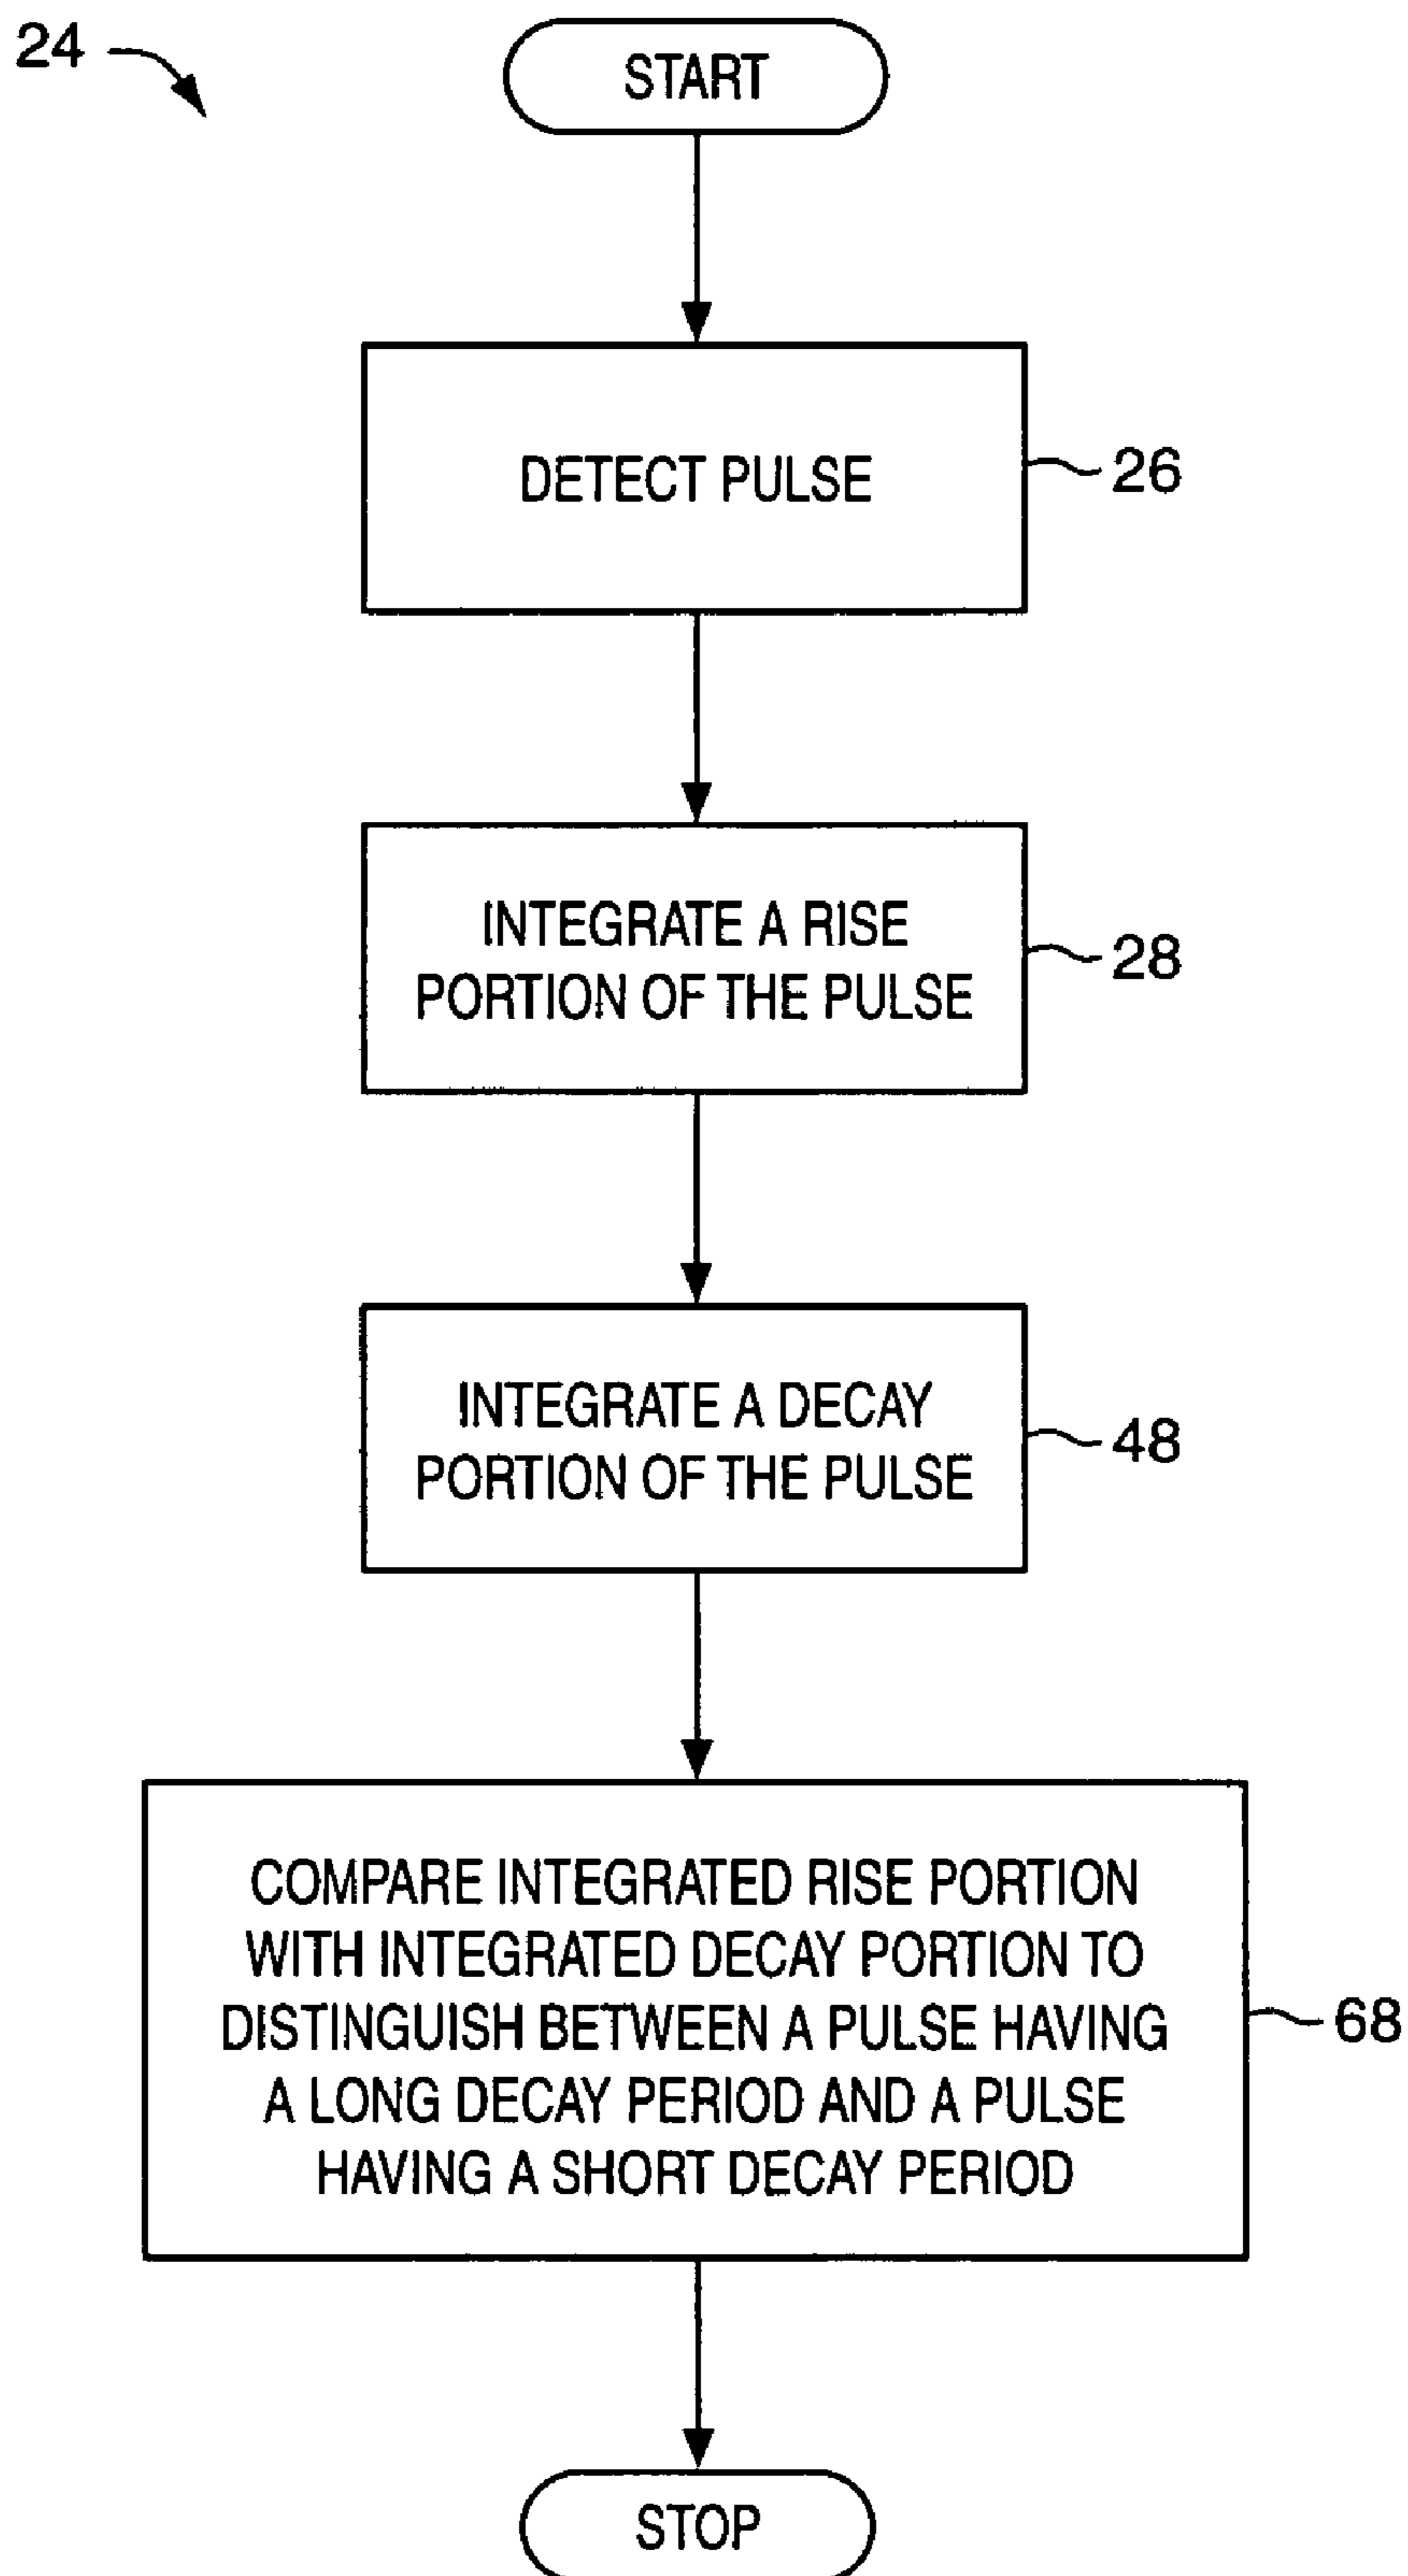 24
START
DETECT PULSE
26
INTEGRATE A RISE
PORTION OF THE PULSE
28
INTEGRATE A DECAY
PORTION OF THE PULSE
48
COMPARE INTEGRATED RISE PORTION
WITH INTEGRATED DECAY PORTION TO
DISTINGUISH BETWEEN A PULSE HAVING
A LONG DECAY PERIOD AND A PULSE
HAVING A SHORT DECAY PERIOD
68
STOP